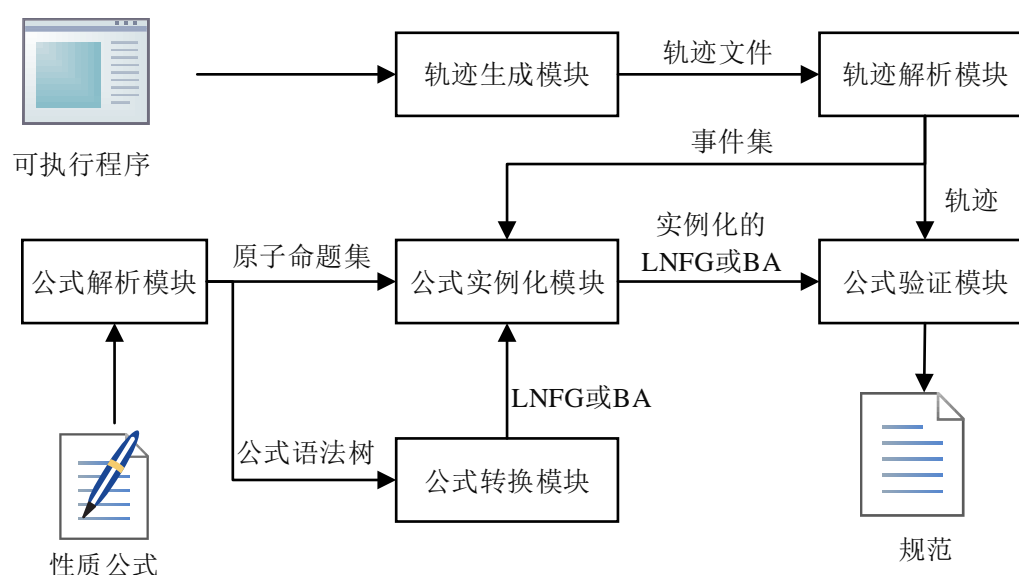 轨迹生成模块
轨迹文件
轨迹解析模块
可执行程序
事件集
轨迹
公式解析模块
原子命题集
公式实例化模块
实例化的
LNFG或BA
公式验证模块
LNFG或BA
公式语法树
公式转换模块
性质公式
规范